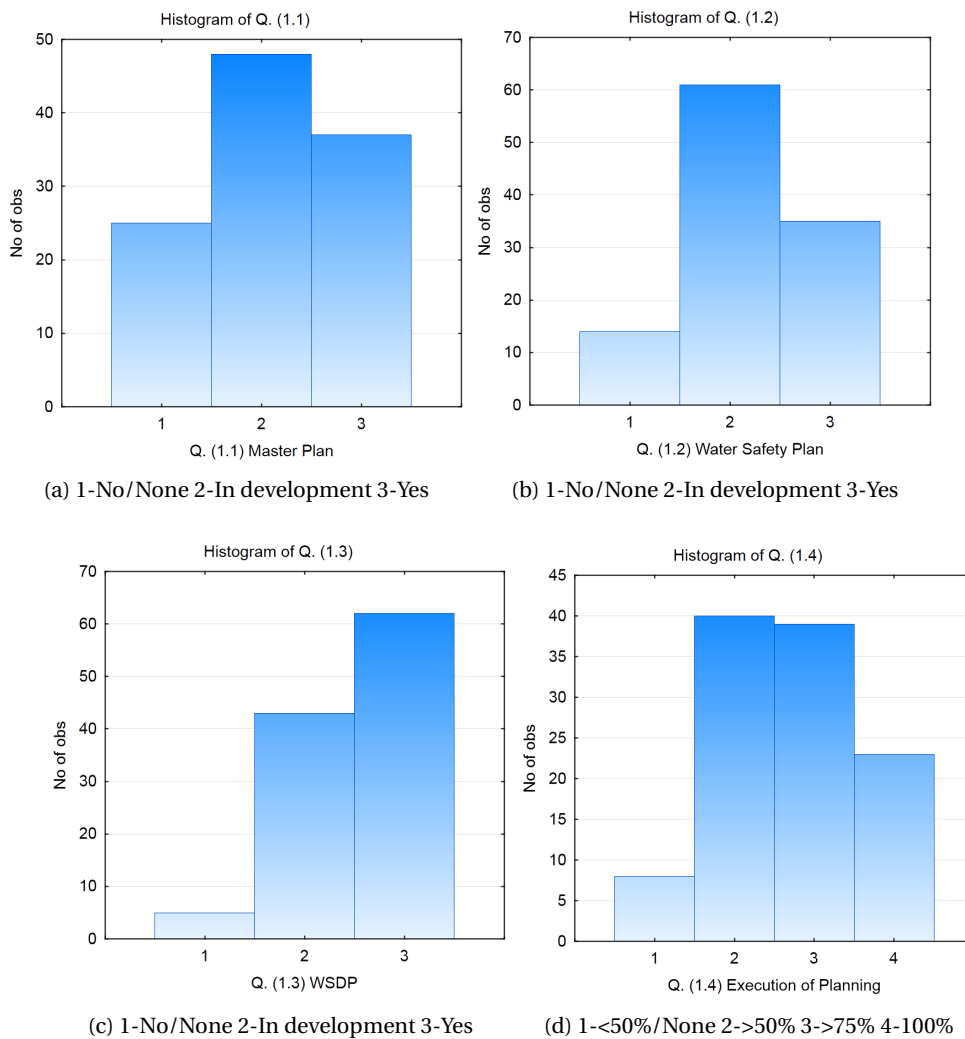 Histogram of Q. (1.1)
50
40
30
20
10
0
No of obs
1 2 3
Q. (1.1) Master Plan
(a) 1-No/None 2-In development 3-Yes
Histogram of Q. (1.2)
70
60
50
40
30
20
10
0
No of obs
1 2 3
Q. (1.2) Water Safety Plan
(b) 1-No/None 2-In development 3-Yes
Histogram of Q. (1.3)
70
60
50
40
30
20
10
0
No of obs
1 2 3
Q. (1.3) WSDP
(c) 1-No/None 2-In development 3-Yes
Histogram of Q. (1.4)
45
40
35
30
25
20
15
10
5
0
No of obs
1 2 3 4
Q. (1.4) Execution of Planning
(d) 1-<50%/None 2->50% 3->75% 4-100%